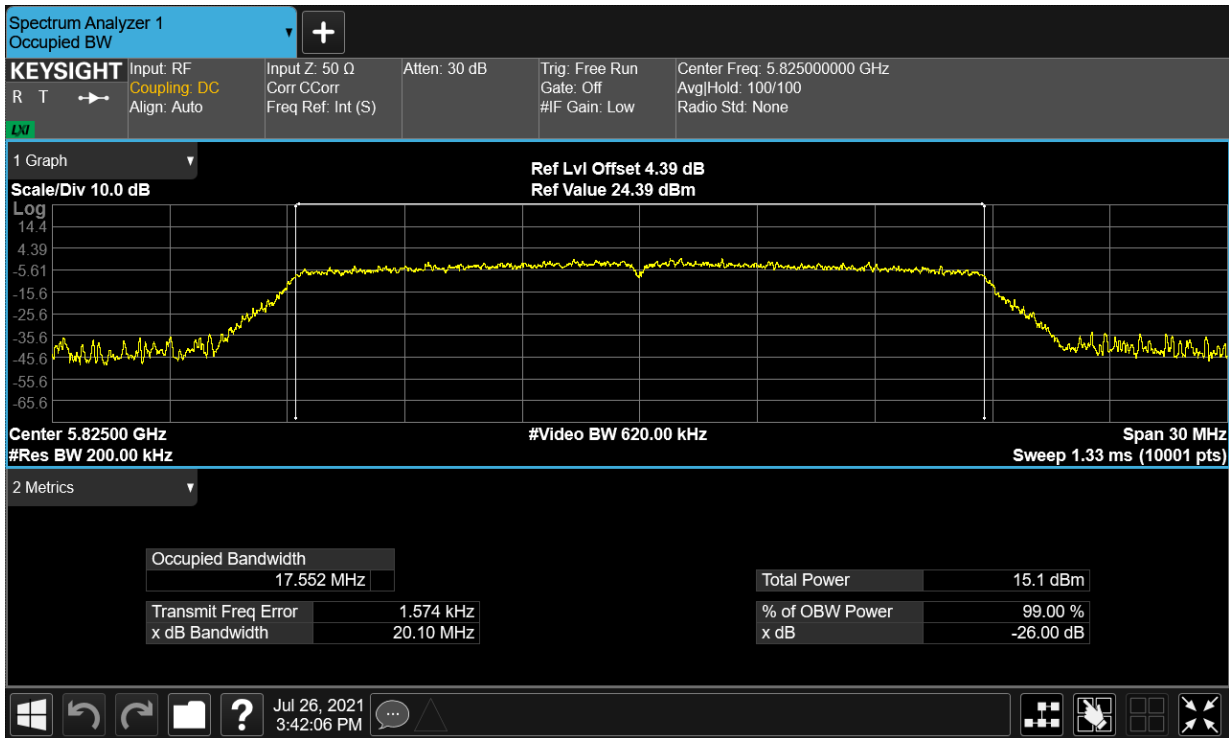 Spectrum Analyzer 1
Occupied BW
KEYSIGHT
R T
LXI
Input: RF
Coupling: DC
Align: Auto
Input Z: 50 Ω
Corr CCorr
Freq Ref: Int (S)
Atten: 30 dB
Trig: Free Run
Gate: Off
#IF Gain: Low
Center Freq: 5.825000000 GHz
Avg|Hold: 100/100
Radio Std: None
1 Graph
Ref Lvl Offset 4.39 dB
Scale/Div 10.0 dB
Ref Value 24.39 dBm
Log
14.4
4.39
-5.61
-15.6
-25.6
-35.6
-45.6
-55.6
-65.6
Center 5.82500 GHz
#Video BW 620.00 kHz
Span 30 MHz
#Res BW 200.00 kHz
Sweep 1.33 ms (10001 pts)
2 Metrics
Occupied Bandwidth
17.552 MHz
Total Power 15.1 dBm
Transmit Freq Error 1.574 kHz
% of OBW Power 99.00 %
x dB Bandwidth 20.10 MHz
x dB -26.00 dB
?
Jul 26, 2021
3:42:06 PM